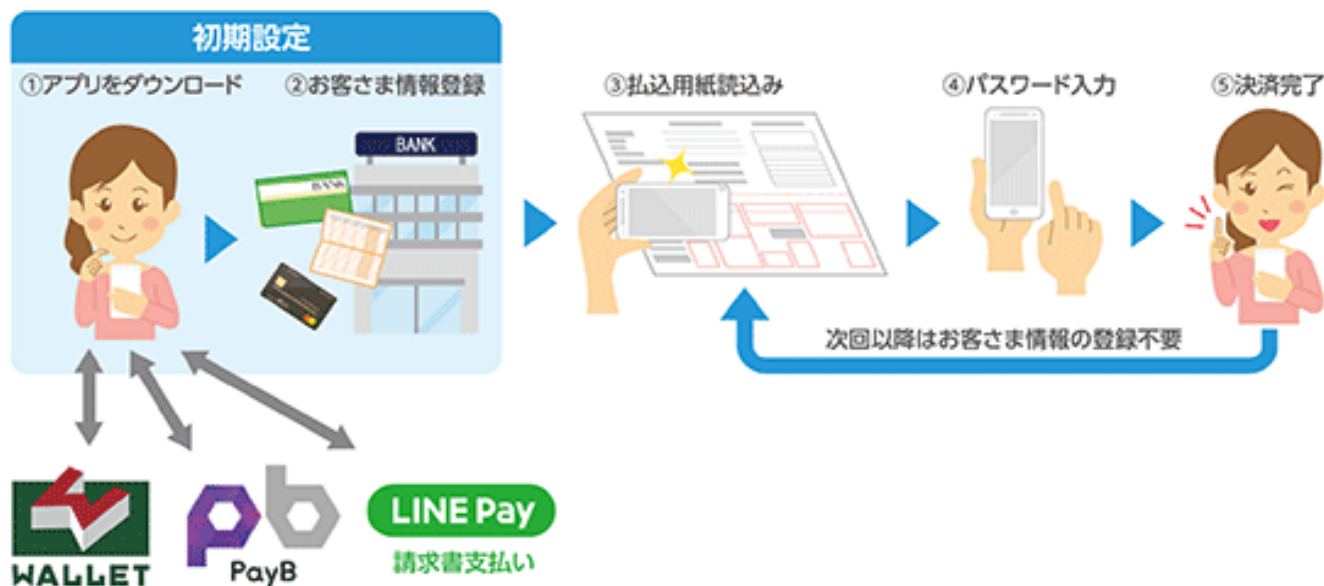 初期設定
①アプリをダウンロード
②お客さま情報登録
③払込用紙読込み
④パスワード入力
⑤決済完了
BANK
BANK
次回以降はお客さま情報の登録不要
WALLET
pb
PayB
LINE Pay
請求書支払い